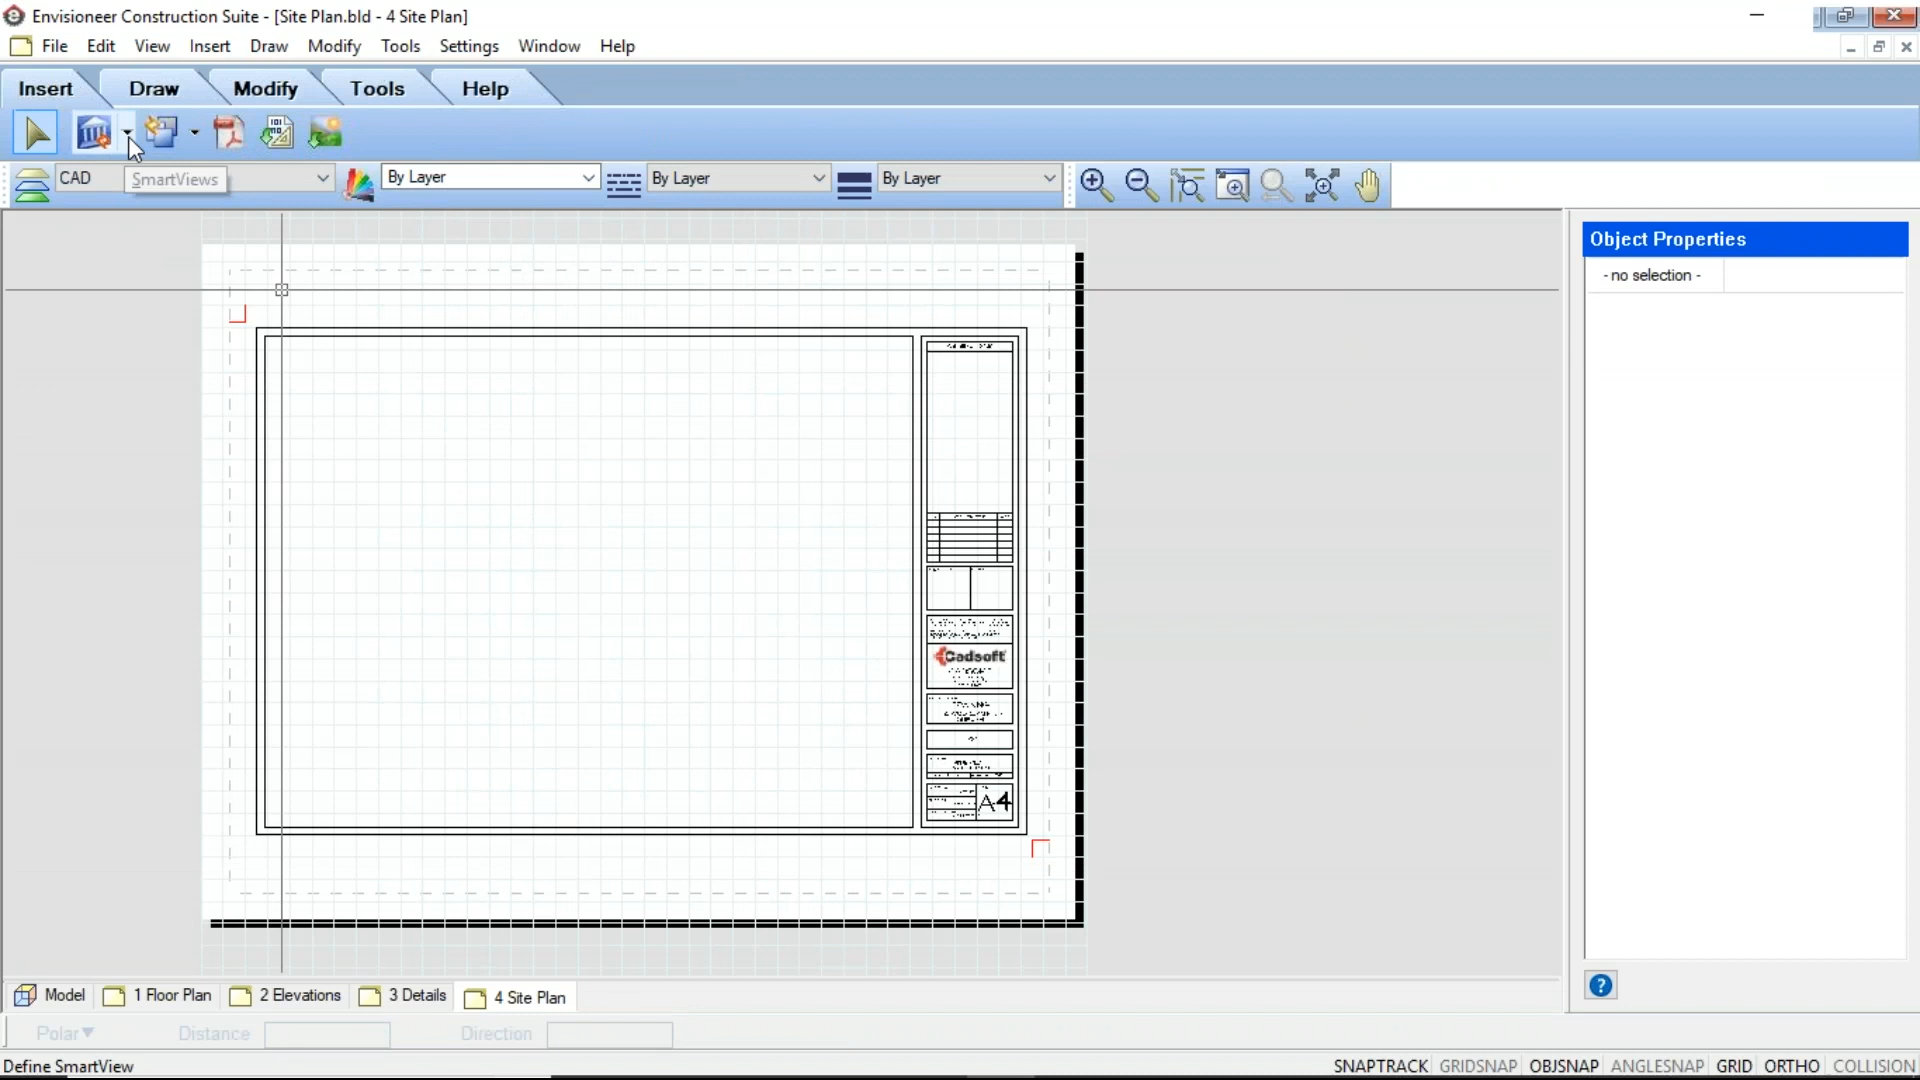 Envisioneer Construction Suite - [Site Plan.bld - 4 Site Plan]
File Edit View Insert Draw Modify Tools Settings Window Help
Insert Draw Modify Tools Help
CAD By Layer By Layer By Layer
SmartViews
Object Properties
- no selection -
Cadsoft
A4
Model 1 Floor Plan 2 Elevations 3 Details 4 Site Plan
Polar Distance Direction
Define SmartView SNAPTRACK GRIDSNAP OBJSNAP ANGLESNAP GRID ORTHO COLLISION